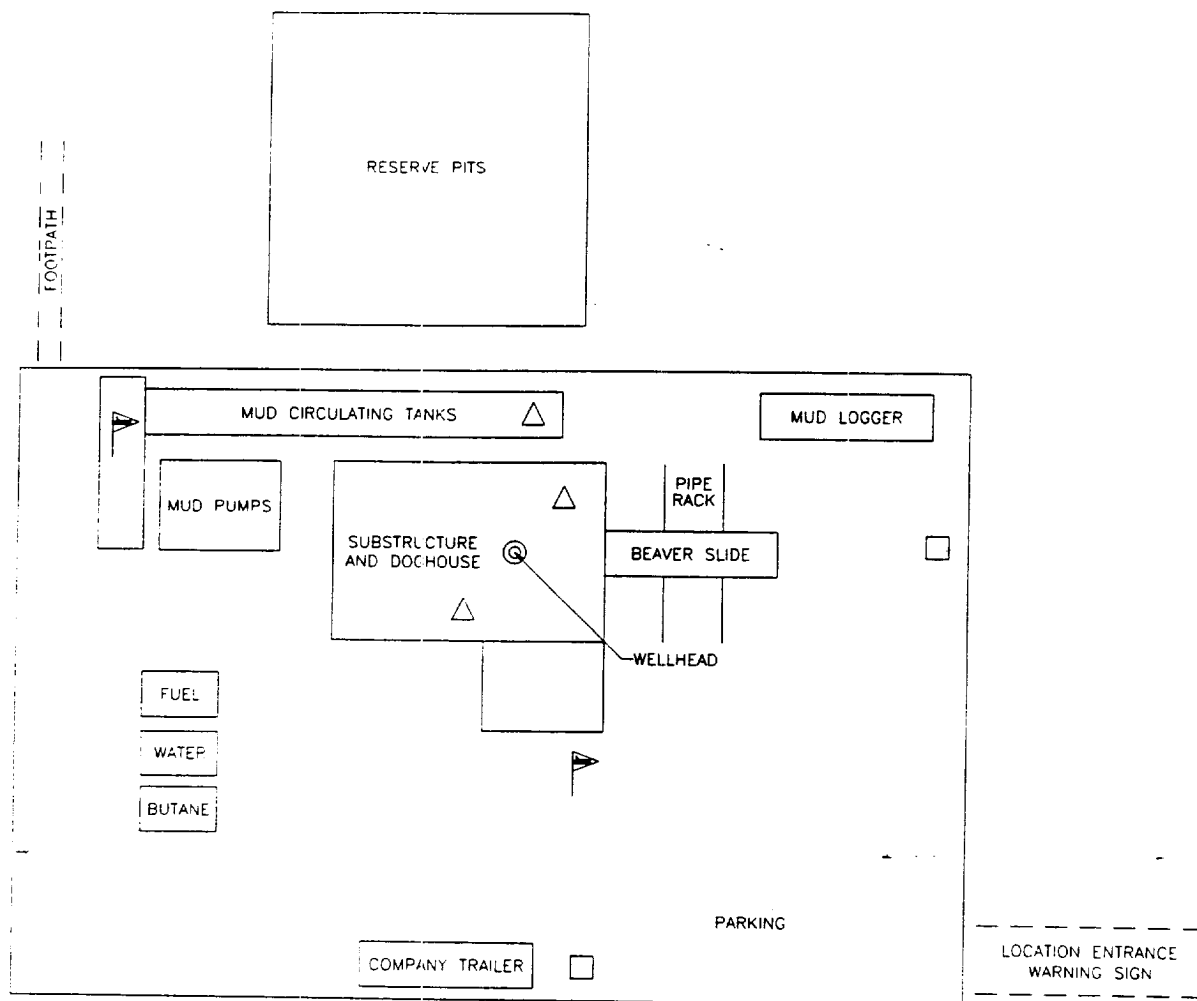 RESERVE PITS
FOOTPATH
MUD CIRCULATING TANKS
MUD LOGGER
PIPE
RACK
MUD PUMPS
SUBSTRUCTURE
AND DOGHOUSE
BEAVER SLIDE
WELLHEAD
FUEL
WATER
BUTANE
PARKING
COMPANY TRAILER
LOCATION ENTRANCE
WARNING SIGN